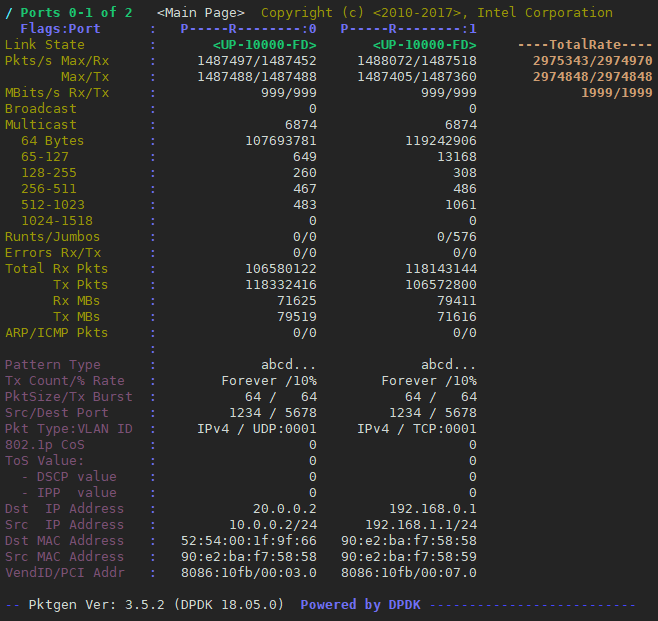 / Ports 0-1 of 2   <Main Page>  Copyright (c) <2010-2017>, Intel Corporation
  Flags:Port      :   P-----R---------:0   P-----R---------:1
Link State        :       <UP-10000-FD>       <UP-10000-FD>     ----TotalRate----
Pkts/s Max/Rx     :     1487497/1487452     1488072/1487518       2975343/2974970
       Max/Tx     :     1487488/1487488     1487405/1487360       2974848/2974848
MBits/s Rx/Tx     :             999/999             999/999             1999/1999
Broadcast         :                   0                   0
Multicast         :                6874                6874
  64 Bytes        :           107693781           119242906
  65-127          :                 649               13168
  128-255         :                 260                 308
  256-511         :                 467                 486
  512-1023        :                 483                1061
  1024-1518       :                   0                   0
Runts/Jumbos      :                 0/0               0/576
Errors Rx/Tx      :                 0/0                 0/0
Total Rx Pkts     :           106580122           118143144
      Tx Pkts     :           118332416           106572800
      Rx MBs      :               71625               79411
      Tx MBs      :               79519               71616
ARP/ICMP Pkts     :                 0/0                 0/0
                  :
Pattern Type      :             abcd...             abcd...
Tx Count/% Rate   :        Forever /10%        Forever /10%
PktSize/Tx Burst  :           64 /   64           64 /   64
Src/Dest Port     :         1234 / 5678         1234 / 5678
Pkt Type:VLAN ID  :     IPv4 / UDP:0001     IPv4 / TCP:0001
802.1p CoS        :                   0                   0
ToS Value:        :                   0                   0
  - DSCP value    :                   0                   0
  - IPP  value    :                   0                   0
Dst  IP Address   :            20.0.0.2         192.168.0.1
Src  IP Address   :         10.0.0.2/24      192.168.1.1/24
Dst MAC Address   :   52:54:00:1f:9f:66   90:e2:ba:f7:58:58
Src MAC Address   :   90:e2:ba:f7:58:58   90:e2:ba:f7:58:59
VendID/PCI Addr   :   8086:10fb/00:03.0   8086:10fb/00:07.0
-- Pktgen Ver: 3.5.2 (DPDK 18.05.0)  Powered by DPDK --------------------------